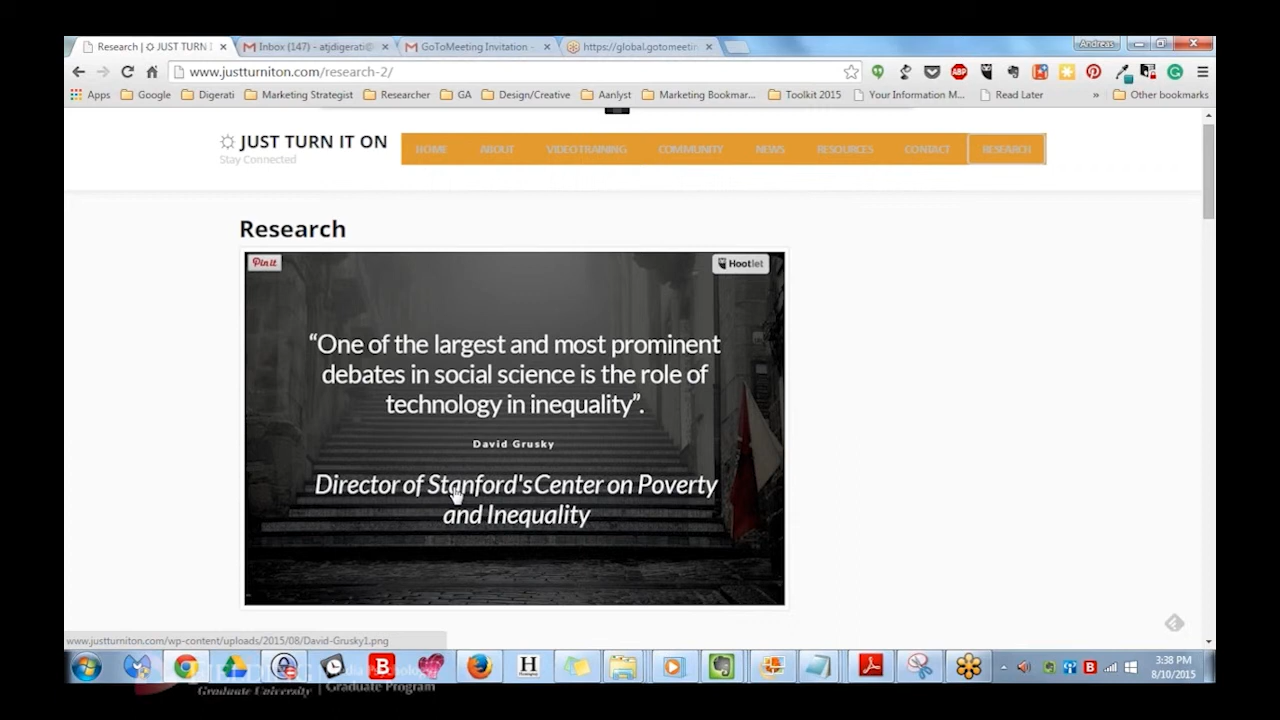 Research | JUST TURN I
Inbox (147) - atjdigerati@
GoToMeeting Invitation -
https://global.gotomeetin
Andreas
www.justturniton.com/research-2/
Apps Google Digerati Marketing Strategist Researcher GA Design/Creative Aanlyst Marketing Bookmar... Toolkit 2015 Your Information M... Read Later » Other bookmarks
JUST TURN IT ON
Stay Connected
HOME ABOUT VIDEO TRAINING COMMUNITY NEWS RESOURCES CONTACT RESEARCH
Research
Pin it
Hootlet
“One of the largest and most prominent
debates in social science is the role of
technology in inequality”.
David Grusky
Director of Stanford's Center on Poverty
and Inequality
www.justturniton.com/wp-content/uploads/2015/08/David-Grusky1.png
3:38 PM
8/10/2015
Graduate University
Graduate Program